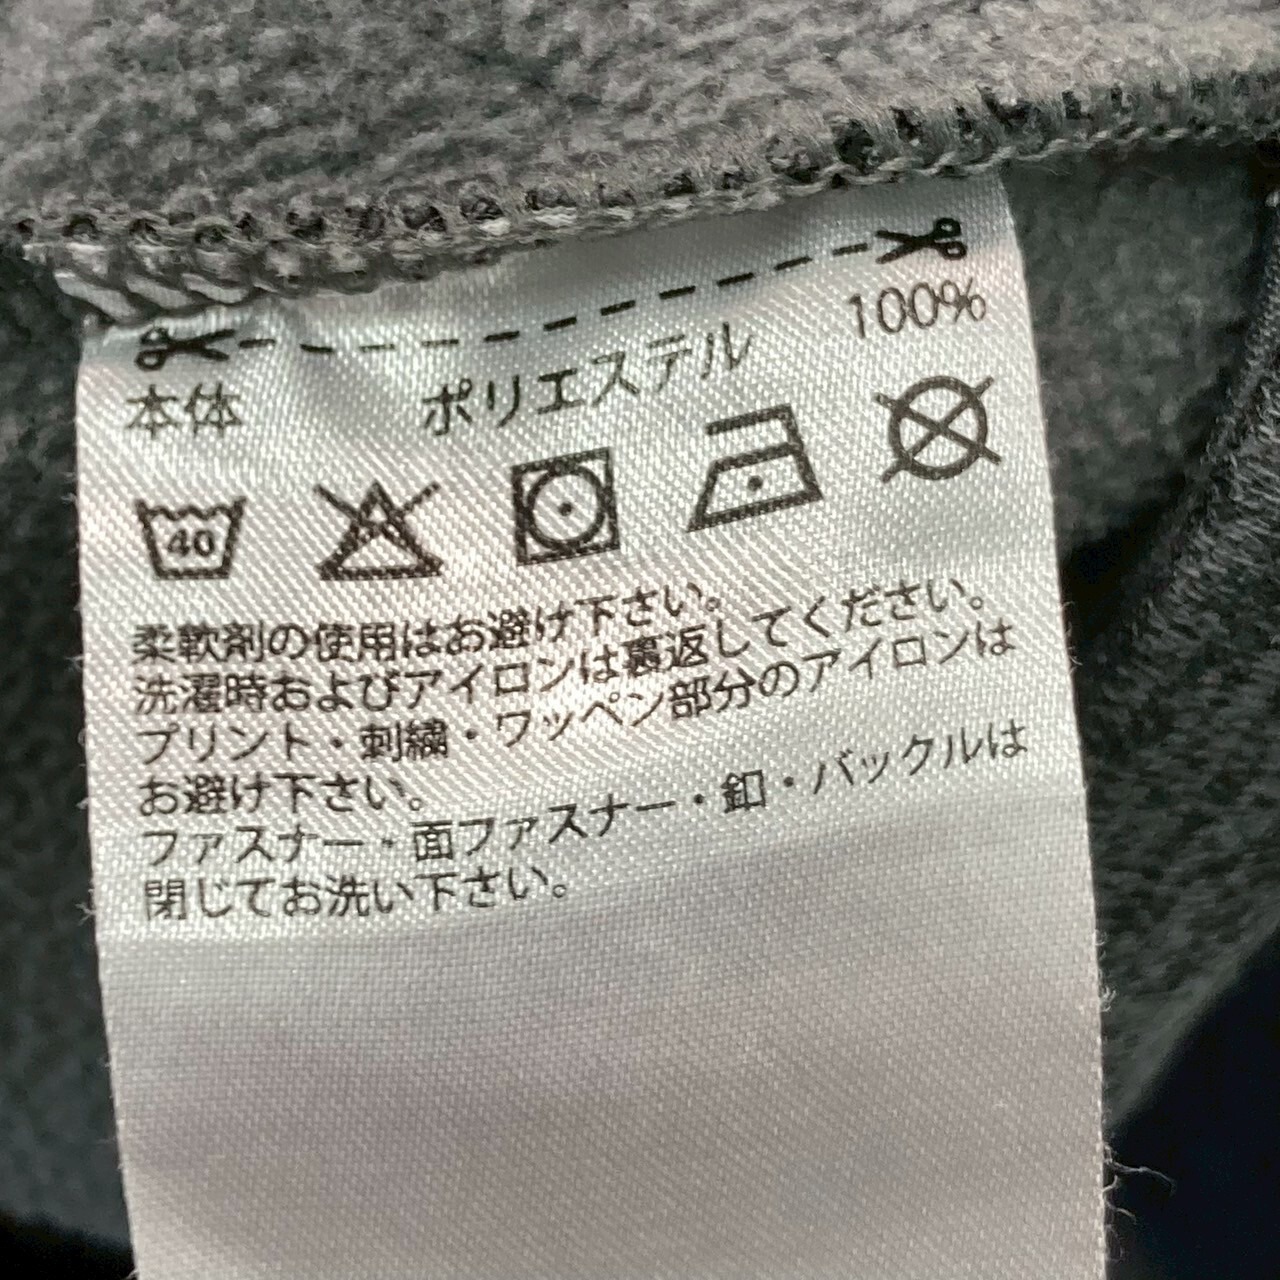 本体 ポリエステル 100%
40
柔軟剤の使用はお避け下さい。
洗濯時およびアイロンは裏返してください。
プリント・刺繍・ワッペン部分のアイロンは
お避け下さい。
ファスナー・面ファスナー・釦・バックルは
閉じてお洗い下さい。